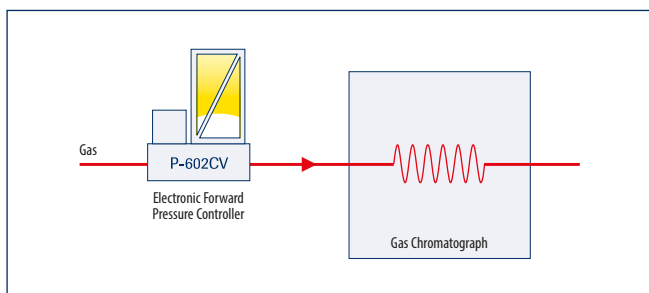 Gas
P-602CV
Electronic Forward
Pressure Controller
Gas Chromatograph